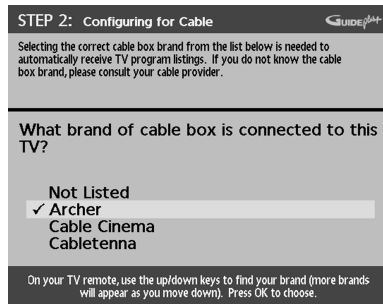 STEP 2: Configuring for Cable
GUIDE plus+
Selecting the correct cable box brand from the list below is needed to
automatically receive TV program listings. If you do not know the cable
box brand, please consult your cable provider.
What brand of cable box is connected to this
TV?
Not Listed
✓ Archer
Cable Cinema
Cabletenna
On your TV remote, use the up/down keys to find your brand (more brands
will appear as you move down). Press OK to choose.